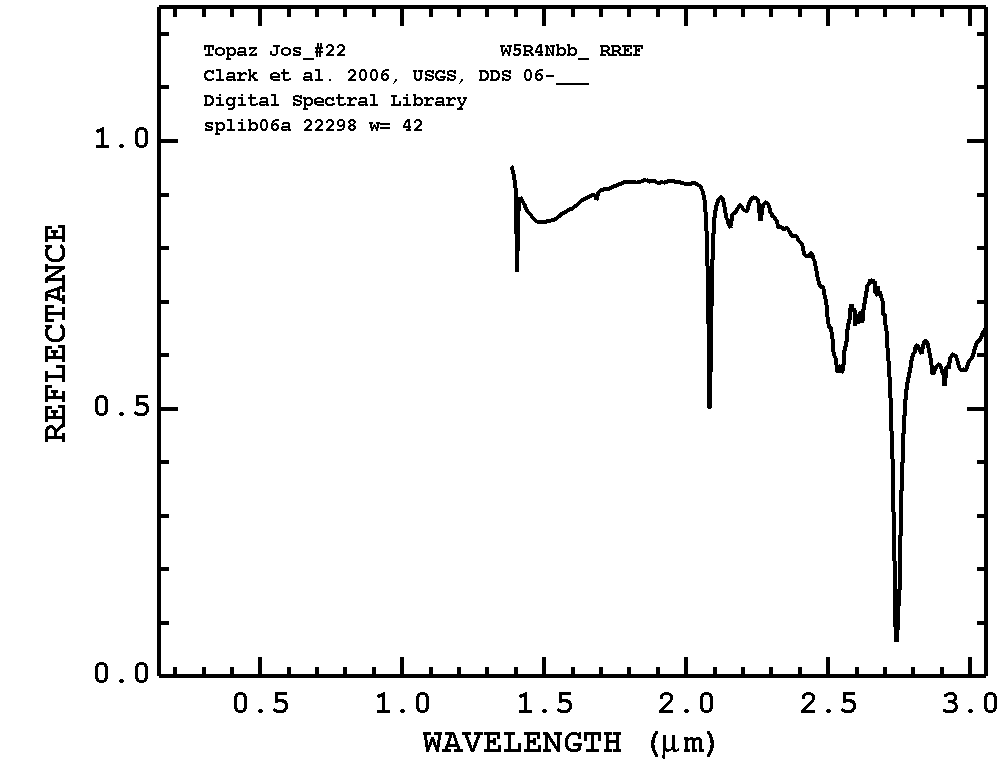 Topaz Jos_#22 W5R4Nbb_ RREF
Clark et al. 2006, USGS, DDS 06-___
Digital Spectral Library
splib06a 22298 w= 42
1.0
0.5
0.0
REFLECTANCE
0.5 1.0 1.5 2.0 2.5 3.0
WAVELENGTH (μm)